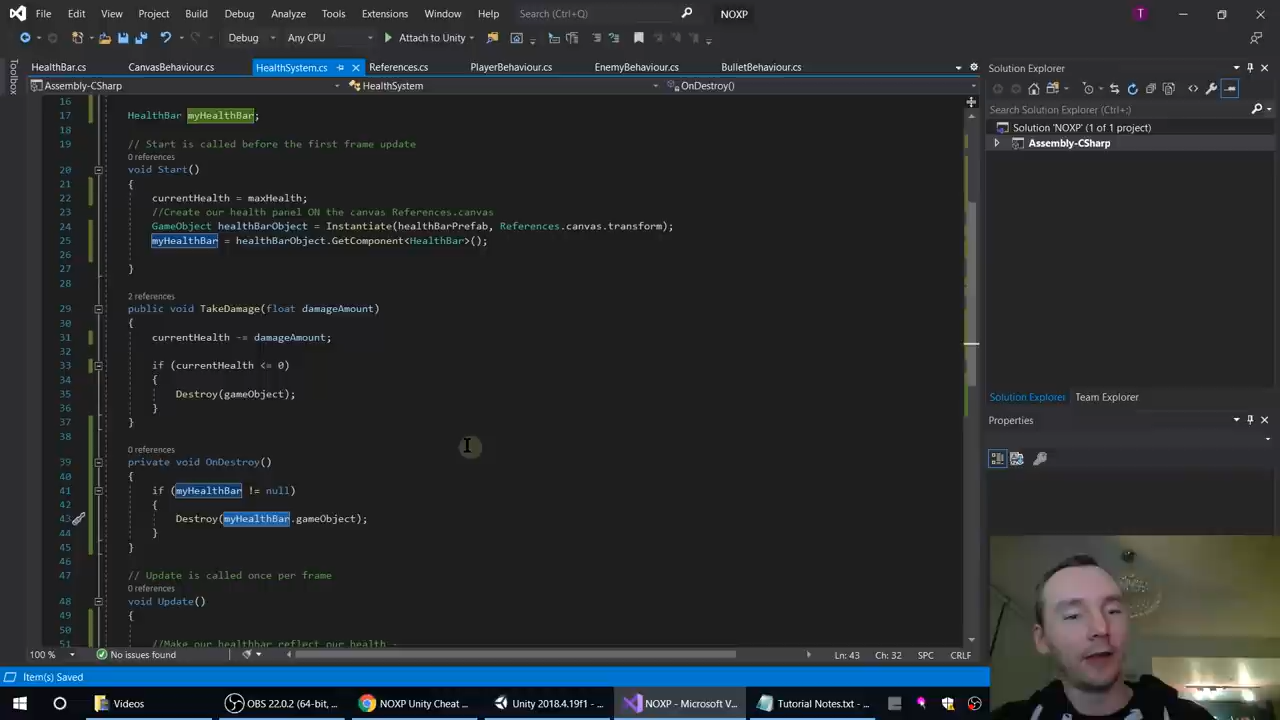 File Edit View Project Build Debug Analyze Tools Extensions Window Help Search (Ctrl+Q) NOXP T
Debug Any CPU Attach to Unity
HealthBar.cs CanvasBehaviour.cs HealthSystem.cs References.cs PlayerBehaviour.cs EnemyBehaviour.cs BulletBehaviour.cs
Toolbox
Assembly-CSharp HealthSystem OnDestroy()
16
17 HealthBar myHealthBar;
18
19 // Start is called before the first frame update
0 references
20 void Start()
21 {
22 currentHealth = maxHealth;
23 //Create our health panel ON the canvas References.canvas
24 GameObject healthBarObject = Instantiate(healthBarPrefab, References.canvas.transform);
25 myHealthBar = healthBarObject.GetComponent<HealthBar>();
26
27 }
28
2 references
29 public void TakeDamage(float damageAmount)
30 {
31 currentHealth -= damageAmount;
32
33 if (currentHealth <= 0)
34 {
35 Destroy(gameObject);
36 }
37 }
38
0 references
39 private void OnDestroy()
40 {
41 if (myHealthBar != null)
42 {
43 Destroy(myHealthBar.gameObject);
44 }
45 }
46
47 // Update is called once per frame
0 references
48 void Update()
49 {
50
51 //Make our healthbar reflect our health -
100 % No issues found Ln: 43 Ch: 32 SPC CRLF
Solution Explorer
Search Solution Explorer (Ctrl+;)
Solution 'NOXP' (1 of 1 project)
Assembly-CSharp
Solution Explorer Team Explorer
Properties
Item(s) Saved
Videos OBS 22.0.2 (64-bit, ... NOXP Unity Cheat ... Unity 2018.4.19f1 - ... NOXP - Microsoft V... Tutorial Notes.txt - ...